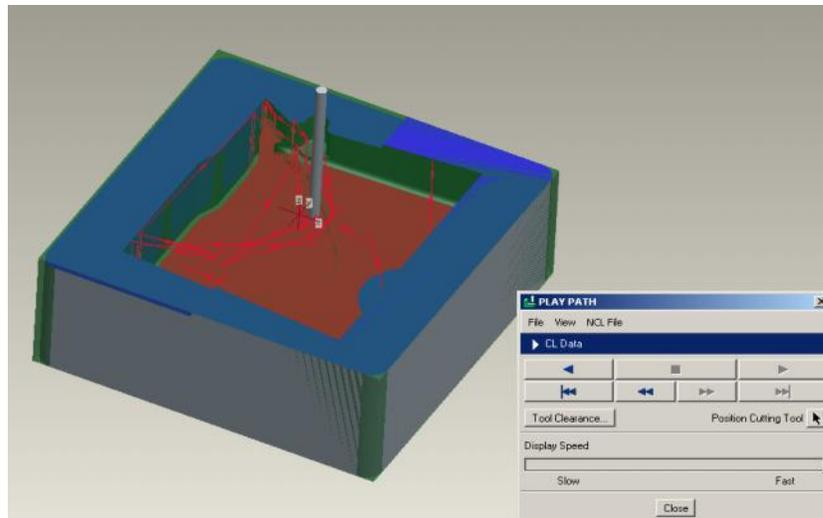 PLAY PATH
File View NCL File
CL Data
Tool Clearance...
Position Cutting Tool
Display Speed
Slow
Fast
Close